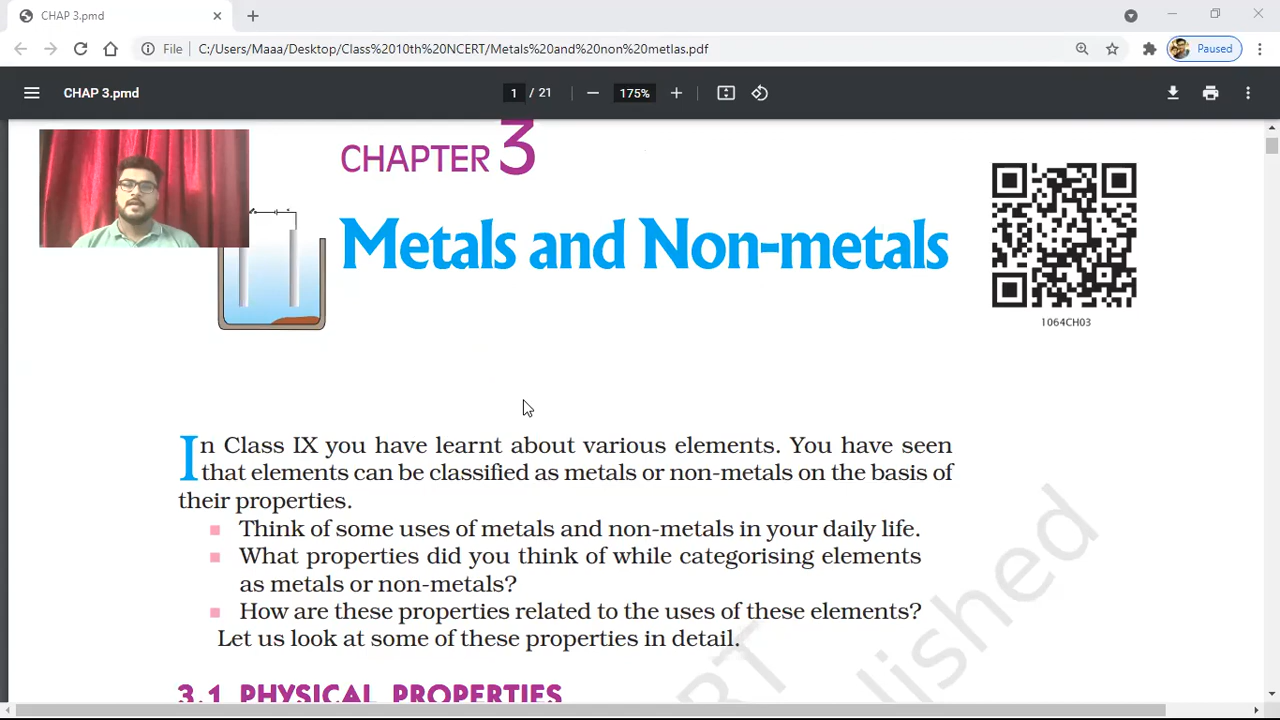 CHAP 3.pmd
File C:/Users/Maaa/Desktop/Class%2010th%20NCERT/Metals%20and%20non%20metlas.pdf
Paused
CHAP 3.pmd
1 / 21
175%
CHAPTER 3
Metals and Non-metals
1064CH03
In Class IX you have learnt about various elements. You have seen
that elements can be classified as metals or non-metals on the basis of
their properties.
Think of some uses of metals and non-metals in your daily life.
What properties did you think of while categorising elements
as metals or non-metals?
How are these properties related to the uses of these elements?
Let us look at some of these properties in detail.
3.1 PHYSICAL PROPERTIES